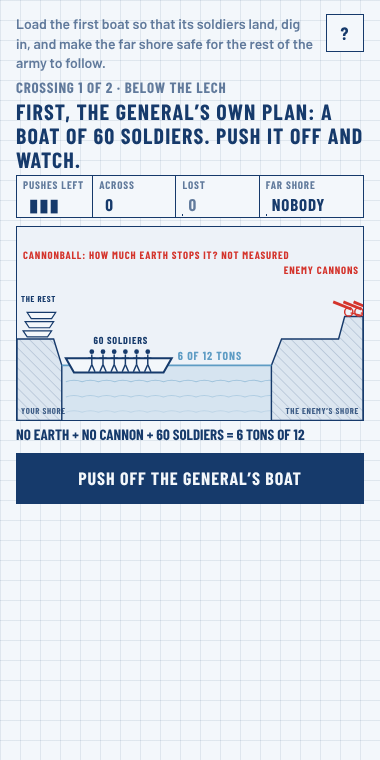 Load the first boat so that its soldiers land, dig
in, and make the far shore safe for the rest of the
army to follow.
?
CROSSING 1 OF 2 · BELOW THE LECH
FIRST, THE GENERAL'S OWN PLAN: A
BOAT OF 60 SOLDIERS. PUSH IT OFF AND
WATCH.
PUSHES LEFT
ACROSS
0
LOST
0
FAR SHORE
NOBODY
CANNONBALL: HOW MUCH EARTH STOPS IT? NOT MEASURED
ENEMY CANNONS
THE REST
60 SOLDIERS
6 OF 12 TONS
YOUR SHORE
THE ENEMY'S SHORE
NO EARTH + NO CANNON + 60 SOLDIERS = 6 TONS OF 12
PUSH OFF THE GENERAL'S BOAT